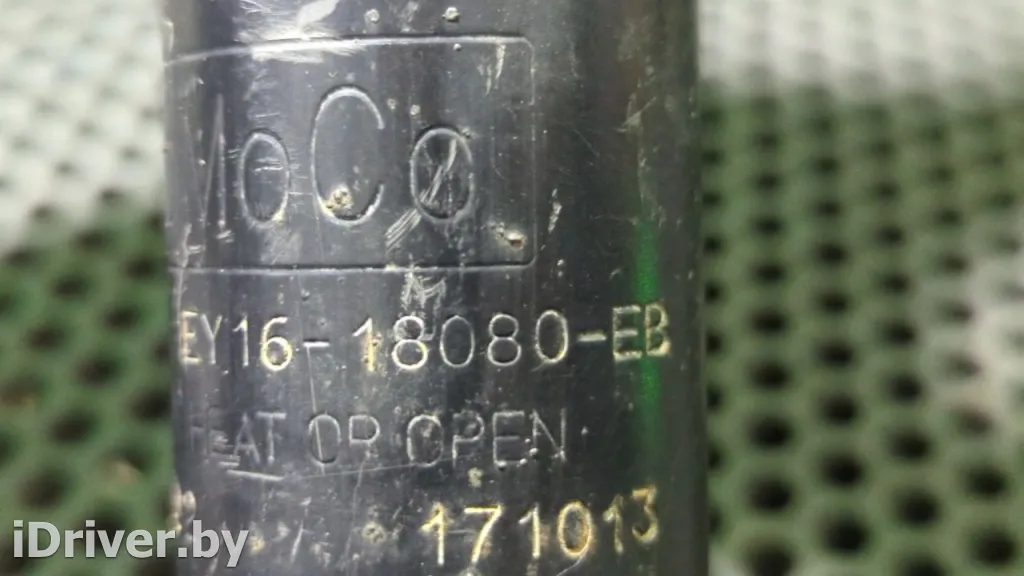 MoCo
EY16-18080-EB
HEAT OR OPEN
171013
iDriver.by